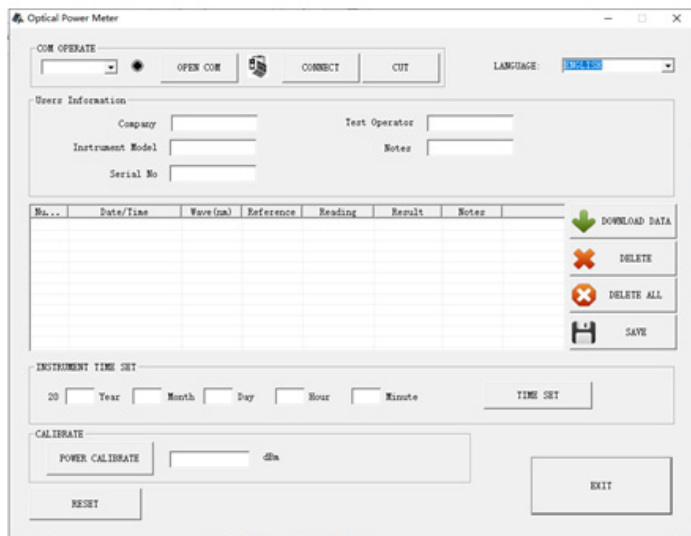 Optical Power Meter
COM OPERATE
OPEN COM
CONNECT
CUT
LANGUAGE:
ENGLISH
Users Information
Company
Test Operator
Instrument Model
Notes
Serial No
Nu... Date/Time Wave(nm) Reference Reading Result Notes
DOWNLOAD DATA
DELETE
DELETE ALL
SAVE
INSTRUMENT TIME SET
20 Year Month Day Hour Minute
TIME SET
CALIBRATE
POWER CALIBRATE
dBm
EXIT
RESET